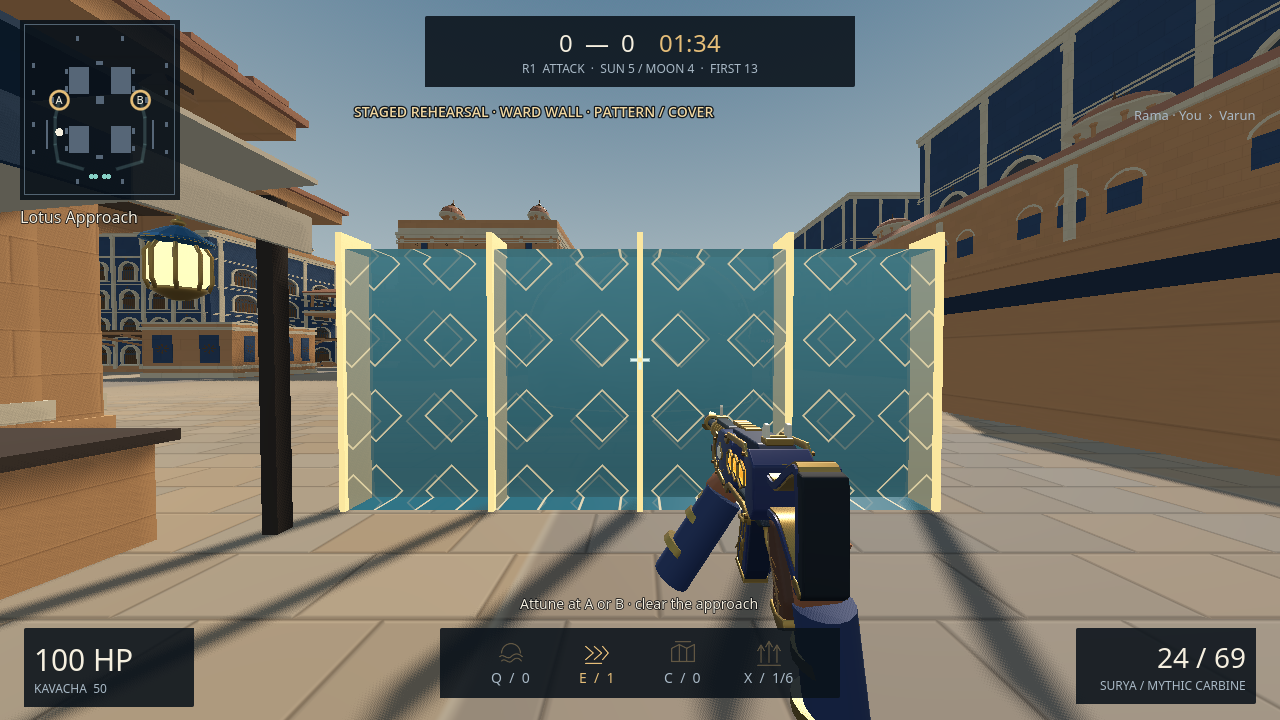 0 — 0 01:34
R1 ATTACK · SUN 5 / MOON 4 · FIRST 13
STAGED REHEARSAL · WARD WALL · PATTERN / COVER
Rama · You › Varun
A
B
Lotus Approach
Attune at A or B · clear the approach
100 HP
KAVACHA 50
Q / 0
E / 1
C / 0
X / 1/6
24 / 69
SURYA / MYTHIC CARBINE